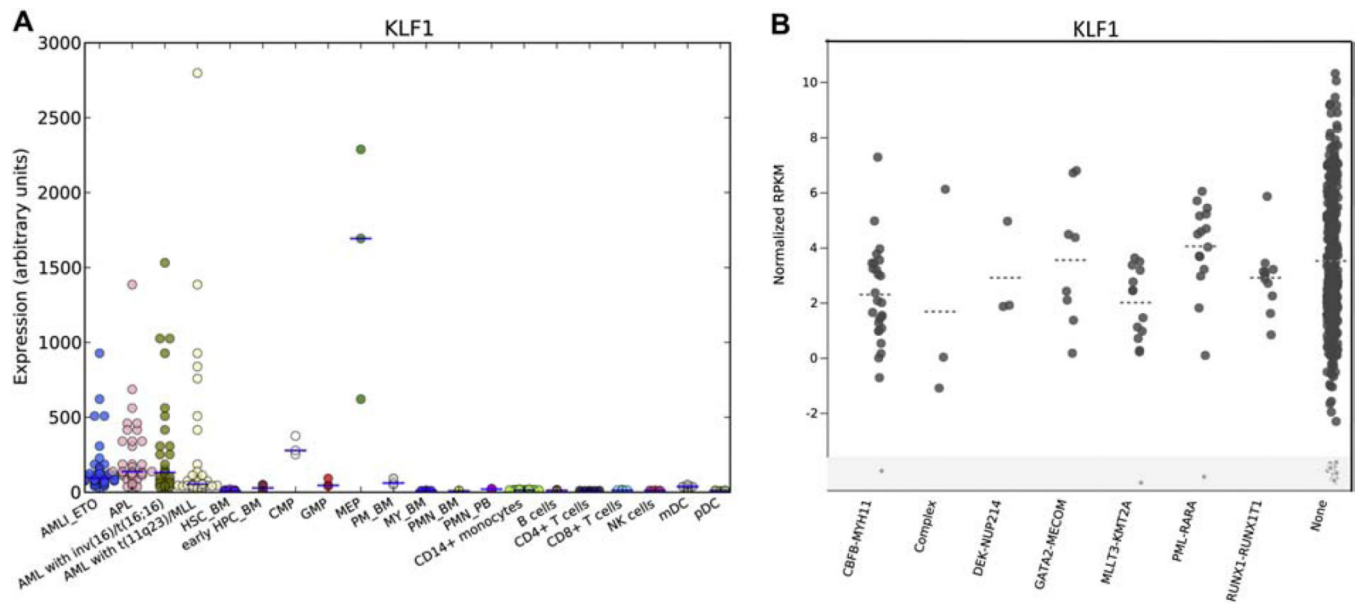 A
KLF1
Expression (arbitrary units)
3000
2500
2000
1500
1000
500
0
AMLI_ETO
APL
AML with inv(16)/t(16;16)
AML with t(11q23)/MLL
HSC_BM
early HPC_BM
CMP
GMP
MEP
PM_BM
MY_BM
PMN_BM
PMN_PB
CD14+ monocytes
B cells
CD4+ T cells
CD8+ T cells
NK cells
mDC
pDC
B
KLF1
Normalized RPKM
10
8
6
4
2
0
-2
CBFB-MYH11
Complex
DEK-NUP214
GATA2-MECOM
MLLT3-KMT2A
PML-RARA
RUNX1-RUNX1T1
None